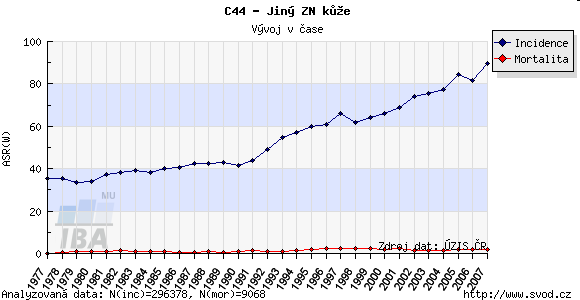 C44 - Jiný ZN kůže
Vývoj v čase
Incidence
Mortalita
ASR(W)
100
80
60
40
20
0
MU
IBA
Zdroj dat: ÚZIS ČR
1977 1978 1979 1980 1981 1982 1983 1984 1985 1986 1987 1988 1989 1990 1991 1992 1993 1994 1995 1996 1997 1998 1999 2000 2001 2002 2003 2004 2005 2006 2007
Analyzovaná data: N(inc)=296378, N(mor)=9068
http://www.svod.cz